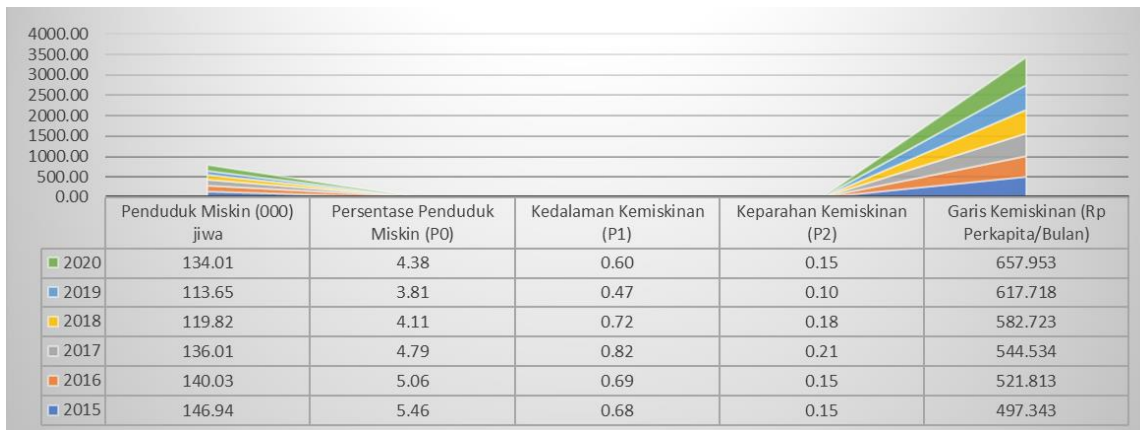 4000.00
3500.00
3000.00
2500.00
2000.00
1500.00
1000.00
500.00
0.00
Penduduk Miskin (000) jiwa
Persentase Penduduk Miskin (P0)
Kedalaman Kemiskinan (P1)
Keparahan Kemiskinan (P2)
Garis Kemiskinan (Rp Perkapita/Bulan)
2020 134.01 4.38 0.60 0.15 657.953
2019 113.65 3.81 0.47 0.10 617.718
2018 119.82 4.11 0.72 0.18 582.723
2017 136.01 4.79 0.82 0.21 544.534
2016 140.03 5.06 0.69 0.15 521.813
2015 146.94 5.46 0.68 0.15 497.343